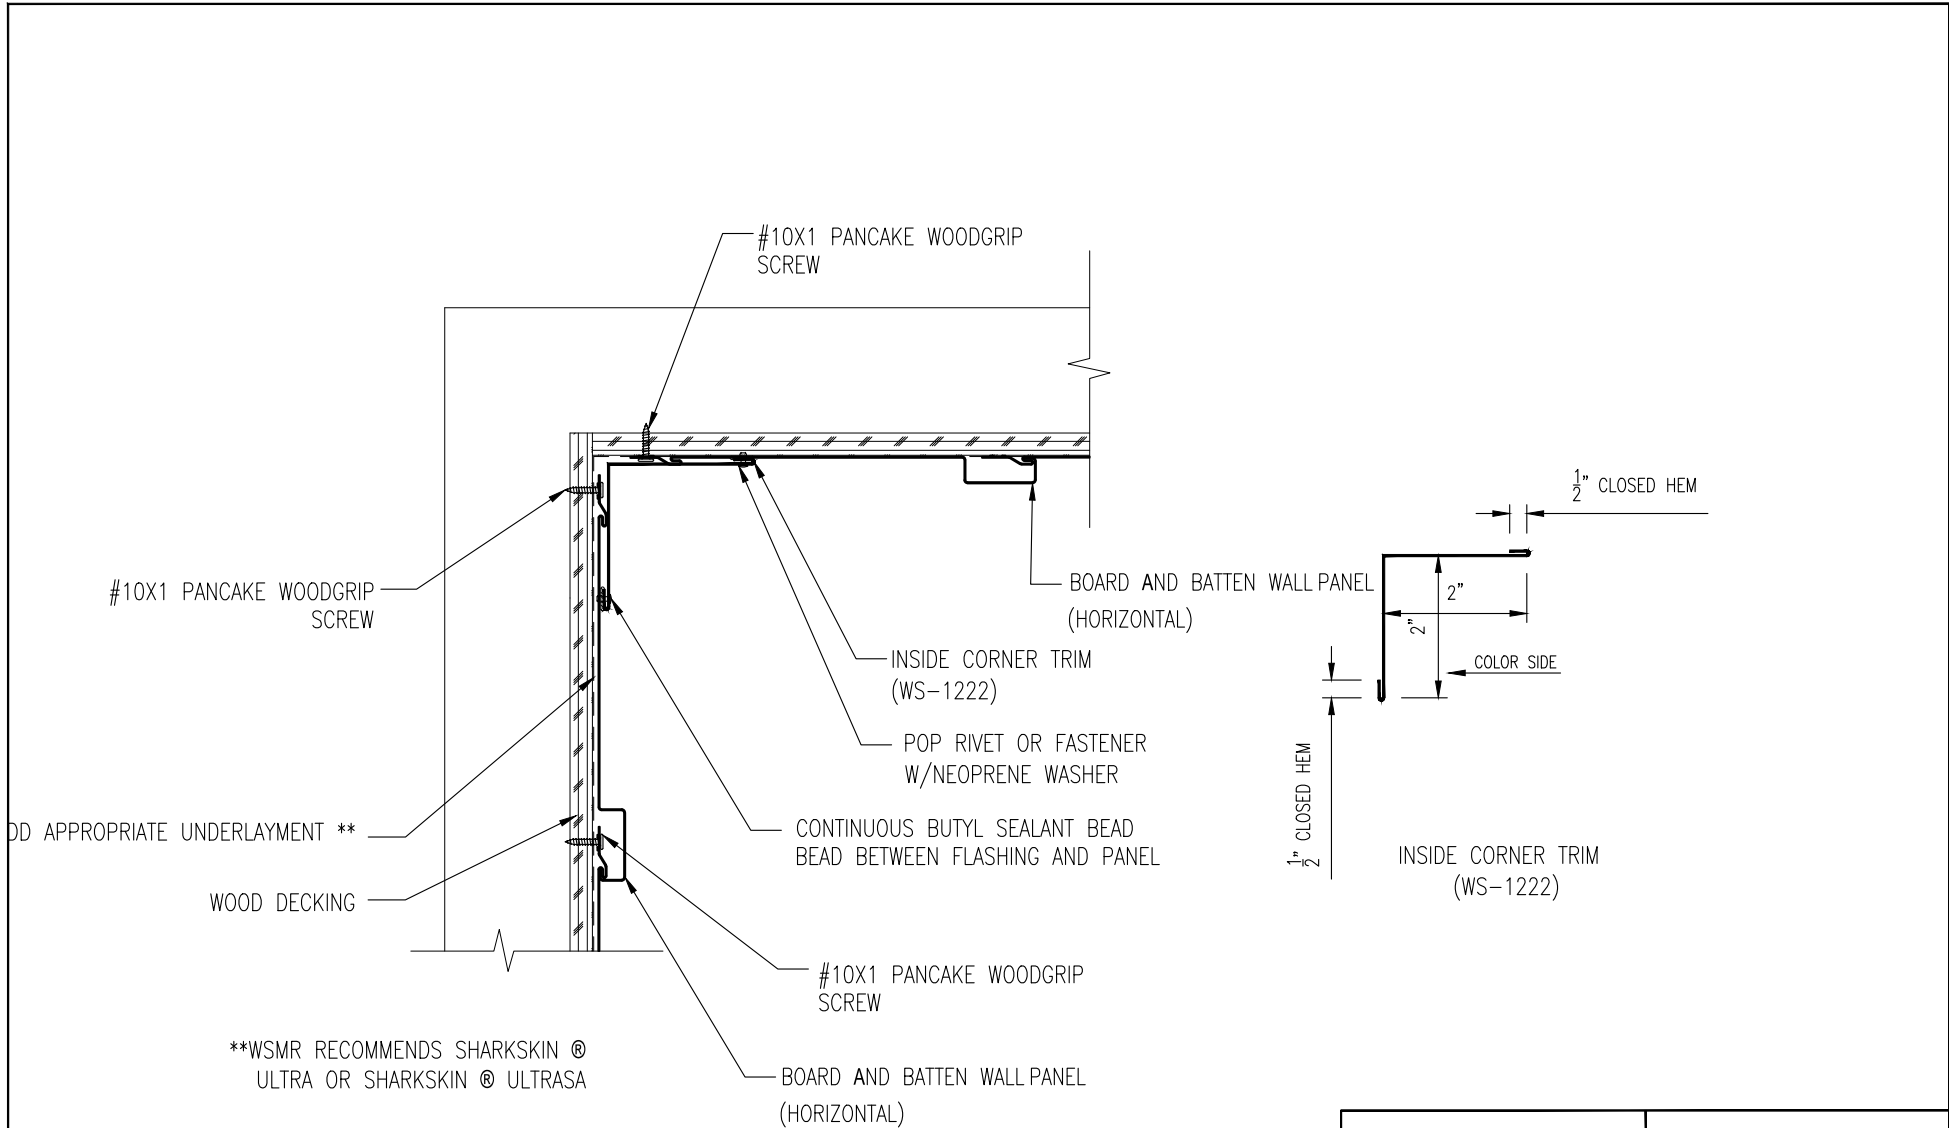 #10X1 PANCAKE WOODGRIP
SCREW
#10X1 PANCAKE WOODGRIP
SCREW
BOARD AND BATTEN WALL PANEL
(HORIZONTAL)
INSIDE CORNER TRIM
(WS-1222)
POP RIVET OR FASTENER
W/NEOPRENE WASHER
CONTINUOUS BUTYL SEALANT BEAD
BEAD BETWEEN FLASHING AND PANEL
APPROPRIATE UNDERLAYMENT **
WOOD DECKING
#10X1 PANCAKE WOODGRIP
SCREW
**WSMR RECOMMENDS SHARKSKIN ®
ULTRA OR SHARKSKIN ® ULTRASA
BOARD AND BATTEN WALL PANEL
(HORIZONTAL)
1/2" CLOSED HEM
2"
2"
COLOR SIDE
1/2" CLOSED HEM
INSIDE CORNER TRIM
(WS-1222)